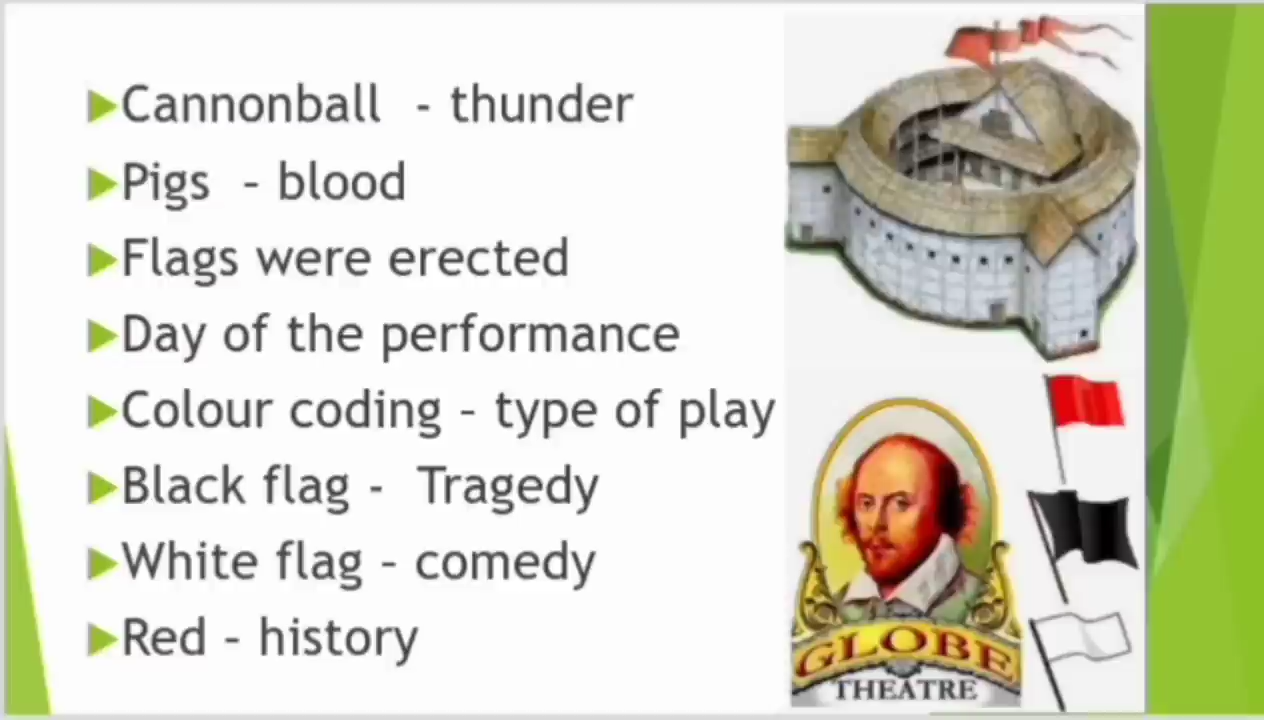 Cannonball - thunder
Pigs - blood
Flags were erected
Day of the performance
Colour coding - type of play
Black flag - Tragedy
White flag - comedy
Red - history
GLOBE
THEATRE